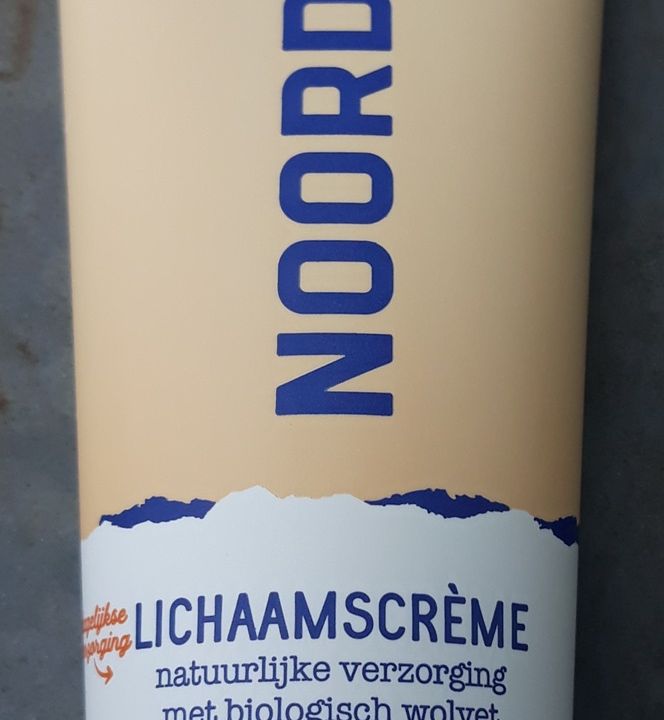 NOORD
LICHAAMSCRÈME
natuurlijke verzorging
met biologisch wolvet